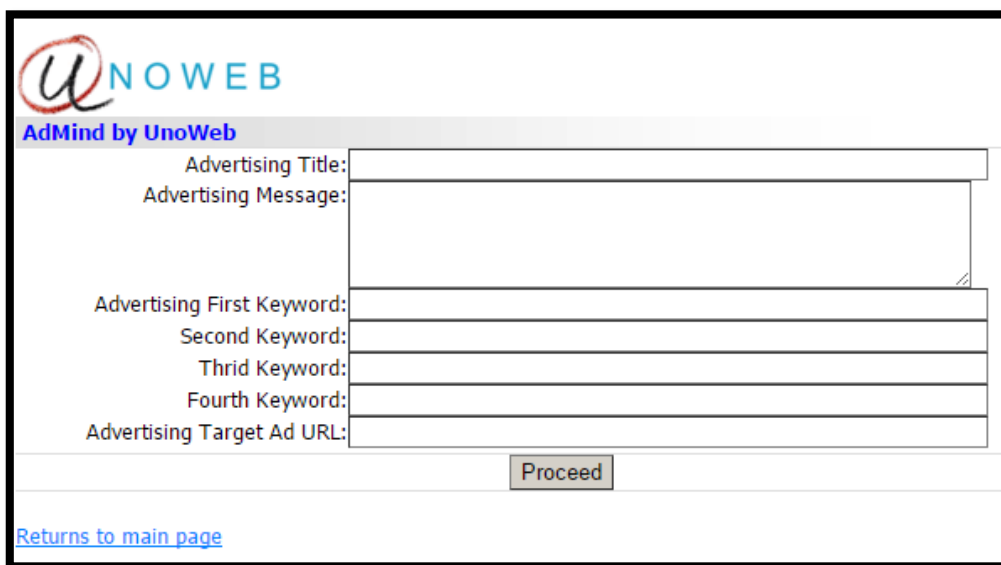 UNOWEB
AdMind by UnoWeb
Advertising Title:
Advertising Message:
Advertising First Keyword:
Second Keyword:
Thrid Keyword:
Fourth Keyword:
Advertising Target Ad URL:
Proceed
Returns to main page